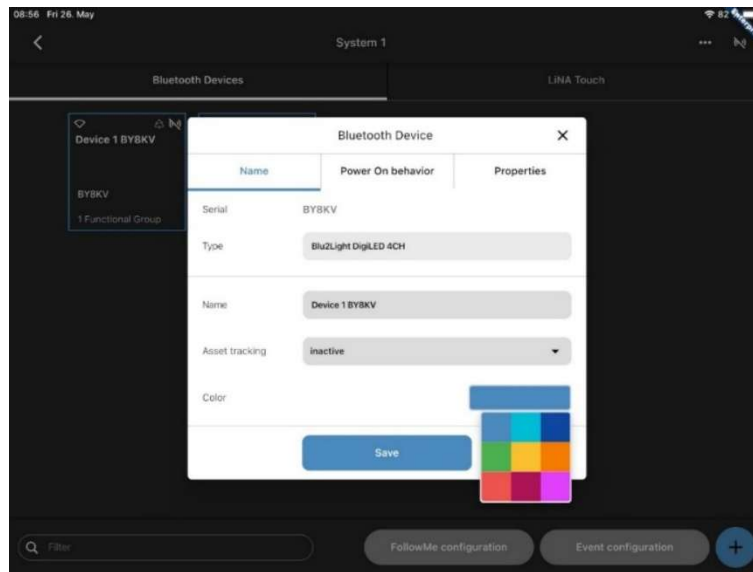 08:56 Fri 26. May
82
System 1
Bluetooth Devices
LiNA Touch
Device 1 BY8KV
BY8KV
1 Functional Group
Bluetooth Device
Name
Power On behavior
Properties
Serial
BY8KV
Type
Blu2Light DigiLED 4CH
Name
Device 1 BY8KV
Asset tracking
inactive
Color
Save
Filter
FollowMe configuration
Event configuration